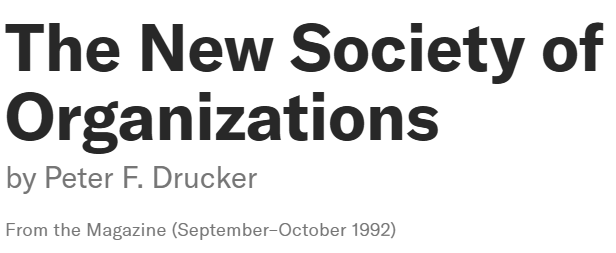 The New Society of
Organizations
by Peter F. Drucker
From the Magazine (September–October 1992)